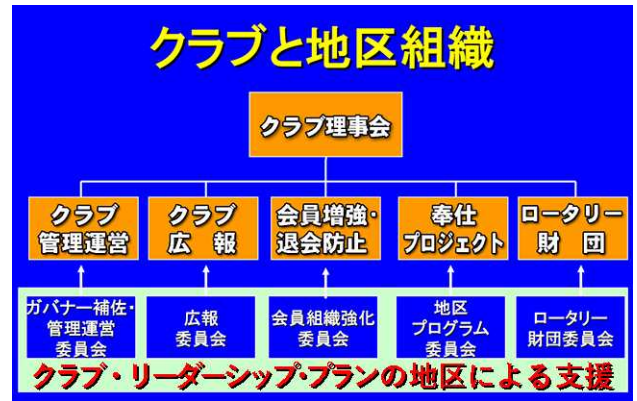 クラブと地区組織
クラブ理事会
クラブ
管理運営
クラブ
広 報
会員増強・
退会防止
奉仕
プロジェクト
ロータリー
財 団
ガバナー補佐・
管理運営
委員会
広報
委員会
会員組織強化
委員会
地区
プログラム
委員会
ロータリー
財団委員会
クラブ・リーダーシップ・プランの地区による支援